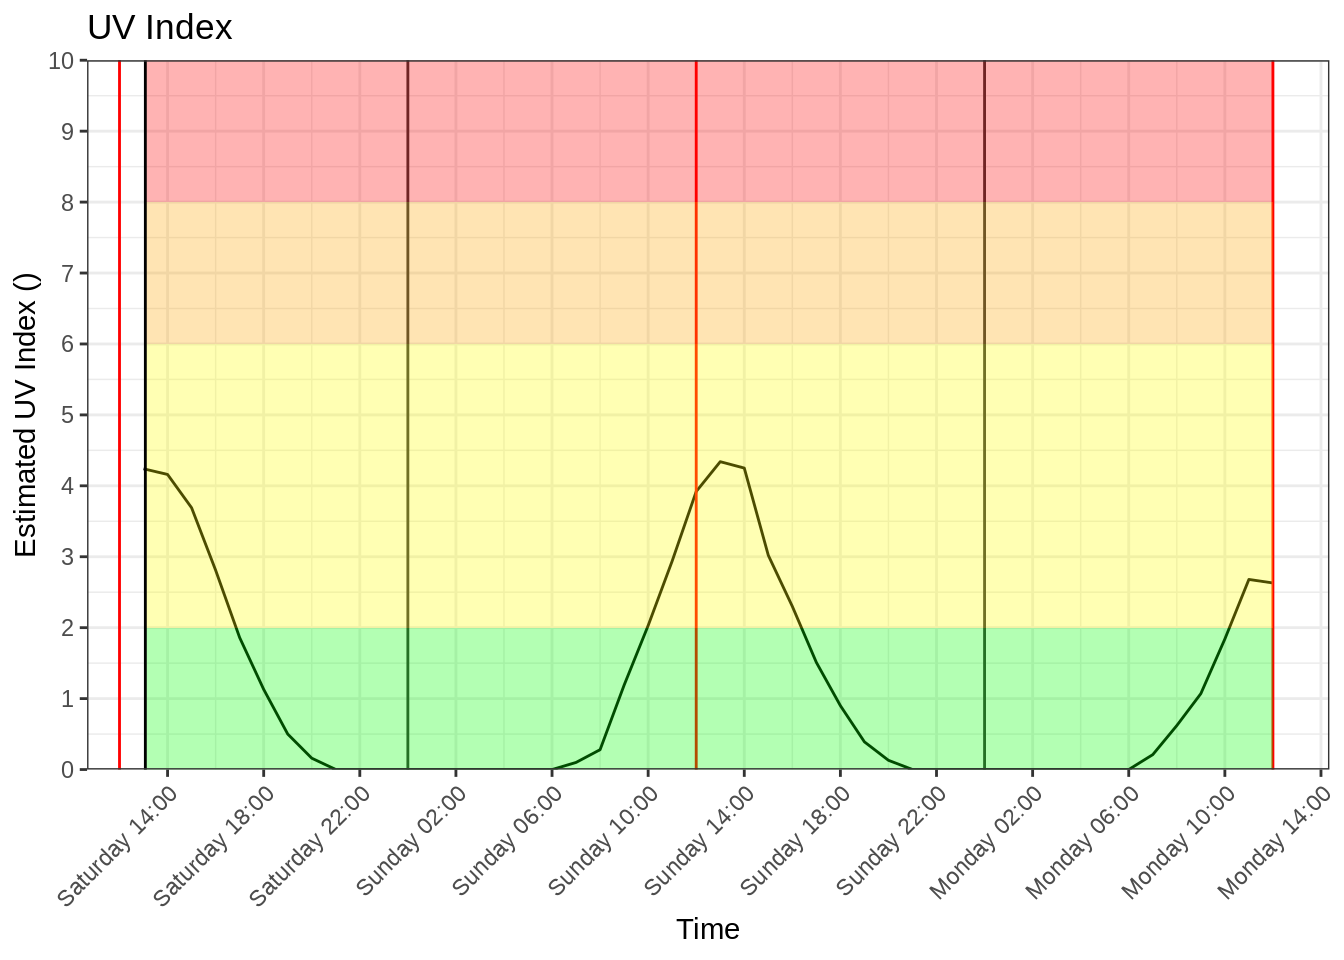 UV Index
Estimated UV Index ()
10
9
8
7
6
5
4
3
2
1
0
Saturday 14:00
Saturday 18:00
Saturday 22:00
Sunday 02:00
Sunday 06:00
Sunday 10:00
Sunday 14:00
Sunday 18:00
Sunday 22:00
Monday 02:00
Monday 06:00
Monday 10:00
Monday 14:00
Time